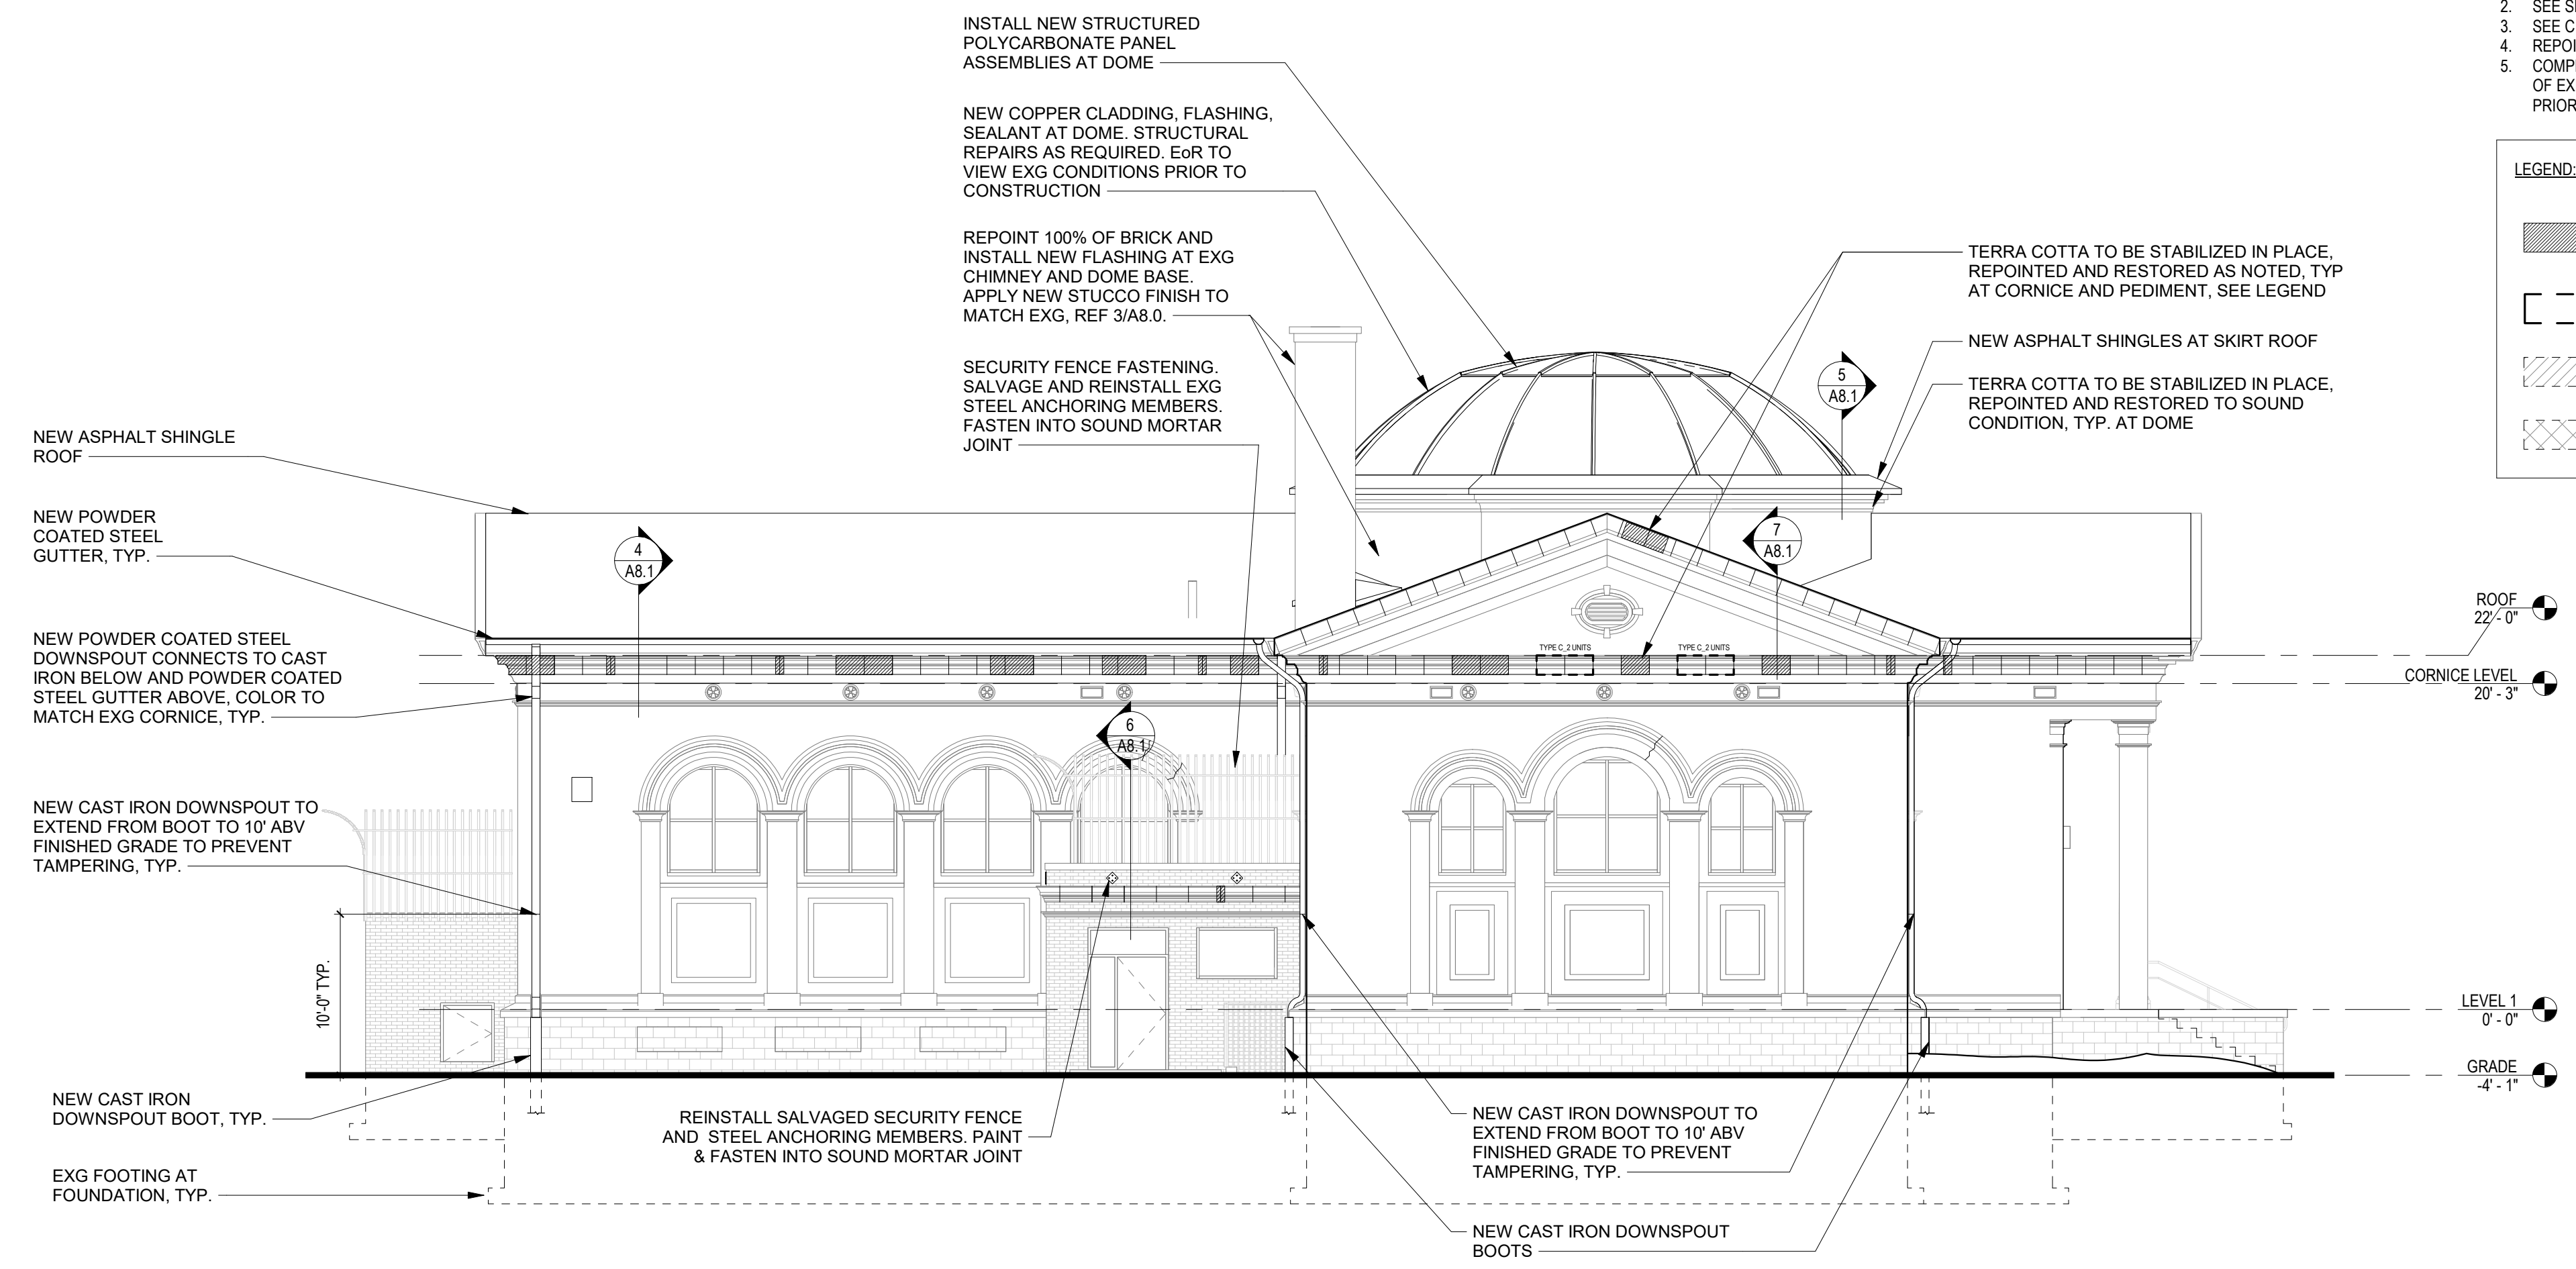 INSTALL NEW STRUCTURED
POLYCARBONATE PANEL
ASSEMBLIES AT DOME
NEW COPPER CLADDING, FLASHING,
SEALANT AT DOME. STRUCTURAL
REPAIRS AS REQUIRED. EoR TO
VIEW EXG CONDITIONS PRIOR TO
CONSTRUCTION
REPOINT 100% OF BRICK AND
INSTALL NEW FLASHING AT EXG
CHIMNEY AND DOME BASE.
APPLY NEW STUCCO FINISH TO
MATCH EXG, REF 3/A8.0.
SECURITY FENCE FASTENING.
SALVAGE AND REINSTALL EXG
STEEL ANCHORING MEMBERS.
FASTEN INTO SOUND MORTAR
JOINT
NEW ASPHALT SHINGLE
ROOF
NEW POWDER
COATED STEEL
GUTTER, TYP.
NEW POWDER COATED STEEL
DOWNSPOUT CONNECTS TO CAST
IRON BELOW AND POWDER COATED
STEEL GUTTER ABOVE, COLOR TO
MATCH EXG CORNICE, TYP.
NEW CAST IRON DOWNSPOUT TO
EXTEND FROM BOOT TO 10' ABV
FINISHED GRADE TO PREVENT
TAMPERING, TYP.
10'-0" TYP.
NEW CAST IRON
DOWNSPOUT BOOT, TYP.
EXG FOOTING AT
FOUNDATION, TYP.
REINSTALL SALVAGED SECURITY FENCE
AND STEEL ANCHORING MEMBERS. PAINT
& FASTEN INTO SOUND MORTAR JOINT
4
A8.1
6
A8.1
5
A8.1
7
A8.1
TYPE C_2 UNITS
TYPE C_2 UNITS
TERRA COTTA TO BE STABILIZED IN PLACE,
REPOINTED AND RESTORED AS NOTED, TYP
AT CORNICE AND PEDIMENT, SEE LEGEND
NEW ASPHALT SHINGLES AT SKIRT ROOF
TERRA COTTA TO BE STABILIZED IN PLACE,
REPOINTED AND RESTORED TO SOUND
CONDITION, TYP. AT DOME
NEW CAST IRON DOWNSPOUT TO
EXTEND FROM BOOT TO 10' ABV
FINISHED GRADE TO PREVENT
TAMPERING, TYP.
NEW CAST IRON DOWNSPOUT
BOOTS
2. SEE
3. SEE
4.
5.
OF
LEGEND:
ROOF
22' - 0"
CORNICE LEVEL
20' - 3"
LEVEL 1
0' - 0"
GRADE
-4' - 1"